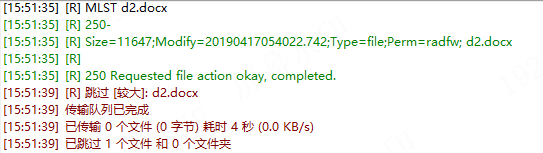 [15:51:35] [R] MLST d2.docx
[15:51:35] [R] 250-
[15:51:35] [R] Size=11647;Modify=20190417054022.742;Type=file;Perm=radfw; d2.docx
[15:51:35] [R]
[15:51:35] [R] 250 Requested file action okay, completed.
[15:51:39] [R] 跳过 [较大]: d2.docx
[15:51:39] 传输队列已完成
[15:51:39] 已传输 0 个文件 (0 字节) 耗时 4 秒 (0.0 KB/s)
[15:51:39] 已跳过 1 个文件 和 0 个文件夹